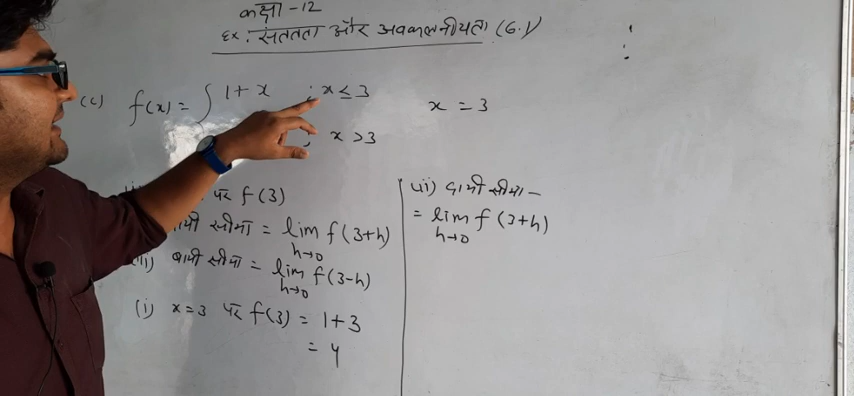 कक्षा -12
Ex: सततता और अवकलनीयता (6.1)
(c) f(x) = { 1+x ; x ≤ 3 x = 3
; x > 3
पर f(3)
सीमा = lim f(3+h)
h→0
बायी सीमा = lim f(3-h)
h→0
(i) x=3 पर f(3) = 1+3
= 4
(ii) दायी सीमा -
= lim f(3+h)
h→0